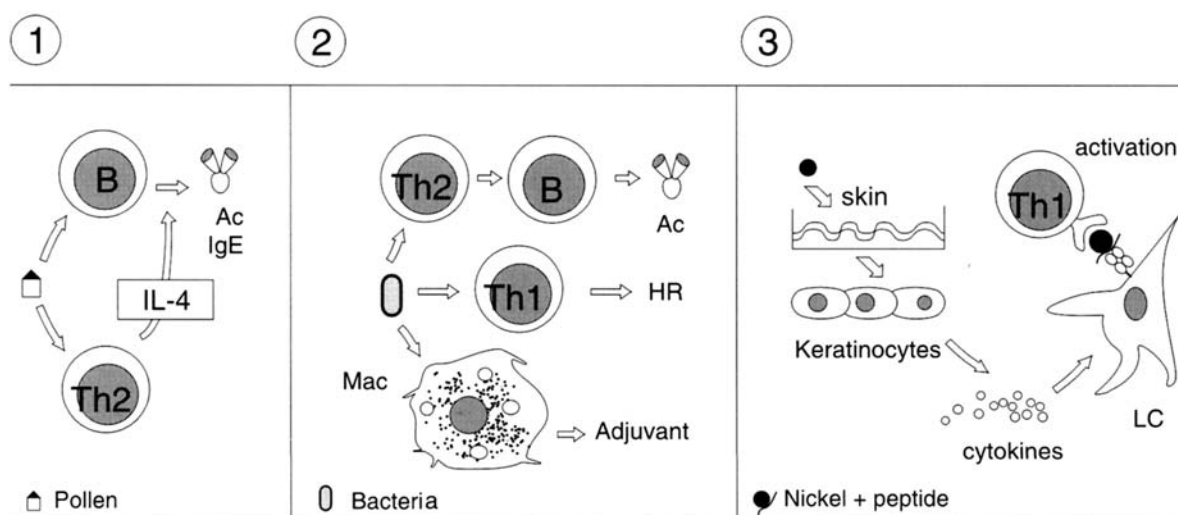 1
B
Ac
IgE
IL-4
Th2
Pollen
2
Th2
B
Ac
Th1
HR
Mac
Adjuvant
Bacteria
3
activation
Th1
skin
Keratinocytes
LC
cytokines
Nickel + peptide